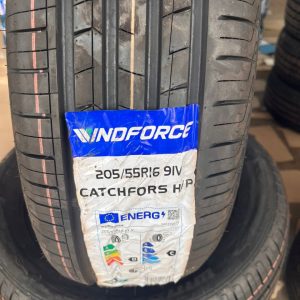 WINDFORCE
205/55R16 91V
CATCHFORS H/P
ENERG